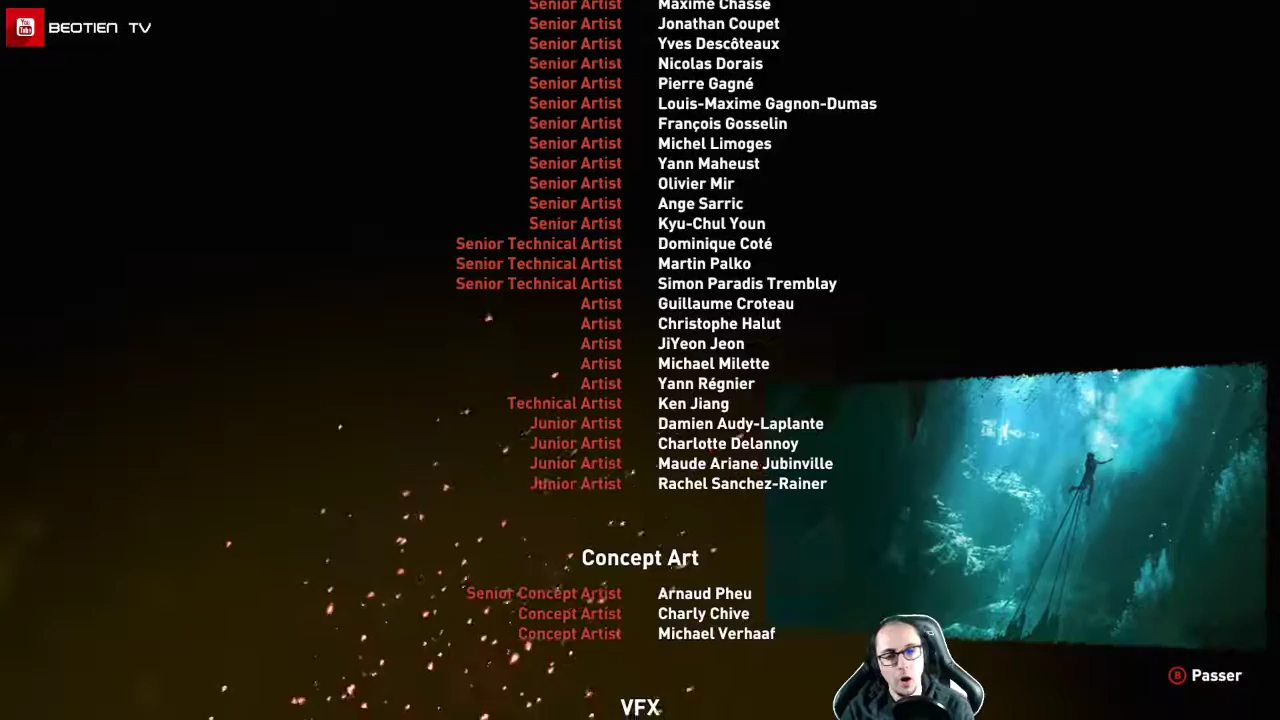 You Tube BEOTIEN TV
Senior Artist Maxime Chassé
Senior Artist Jonathan Coupet
Senior Artist Yves Descôteaux
Senior Artist Nicolas Dorais
Senior Artist Pierre Gagné
Senior Artist Louis-Maxime Gagnon-Dumas
Senior Artist François Gosselin
Senior Artist Michel Limoges
Senior Artist Yann Maheust
Senior Artist Olivier Mir
Senior Artist Ange Sarric
Senior Artist Kyu-Chul Youn
Senior Technical Artist Dominique Coté
Senior Technical Artist Martin Palko
Senior Technical Artist Simon Paradis Tremblay
Artist Guillaume Croteau
Artist Christophe Halut
Artist JiYeon Jeon
Artist Michael Milette
Artist Yann Régnier
Technical Artist Ken Jiang
Junior Artist Damien Audy-Laplante
Junior Artist Charlotte Delannoy
Junior Artist Maude Ariane Jubinville
Junior Artist Rachel Sanchez-Rainer
Concept Art
Senior Concept Artist Arnaud Pheu
Concept Artist Charly Chive
Concept Artist Michael Verhaaf
B Passer
VFX